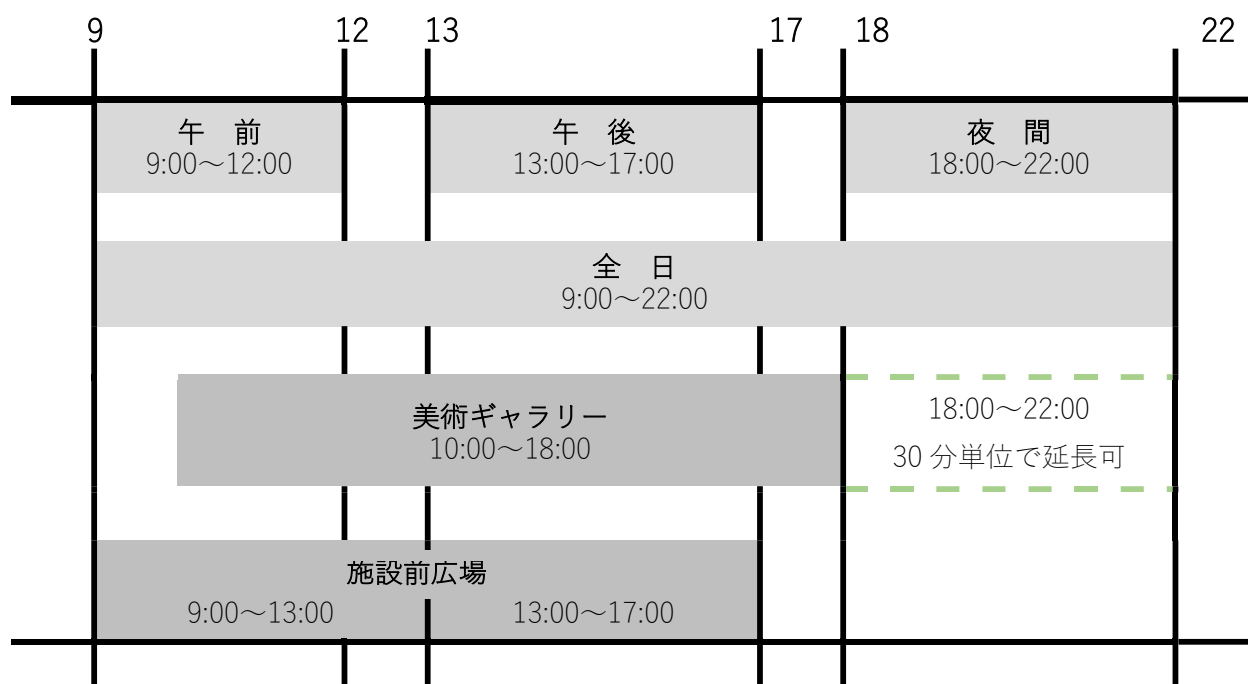 9 12 13 17 18 22
午　前 午　後 夜　間
9:00～12:00 13:00～17:00 18:00～22:00
全　日
9:00～22:00
美術ギャラリー
10:00～18:00
18:00～22:00
30 分単位で延長可
施設前広場
9:00～13:00 13:00～17:00